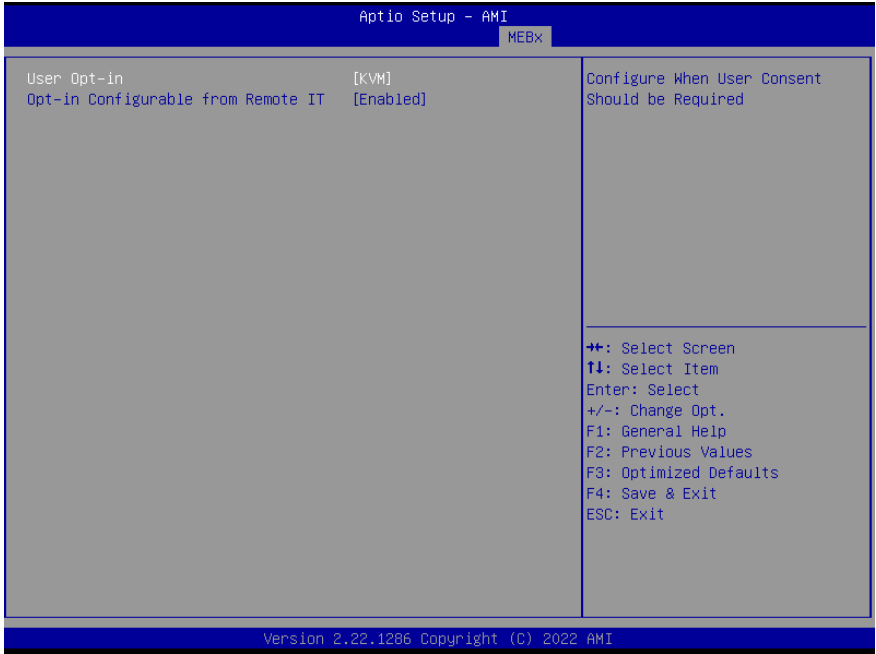 Aptio Setup – AMI
MEBx
User Opt-in [KVM]
Opt-in Configurable from Remote IT [Enabled]
Configure When User Consent
Should be Required
→←: Select Screen
↑↓: Select Item
Enter: Select
+/-: Change Opt.
F1: General Help
F2: Previous Values
F3: Optimized Defaults
F4: Save & Exit
ESC: Exit
Version 2.22.1286 Copyright (C) 2022 AMI